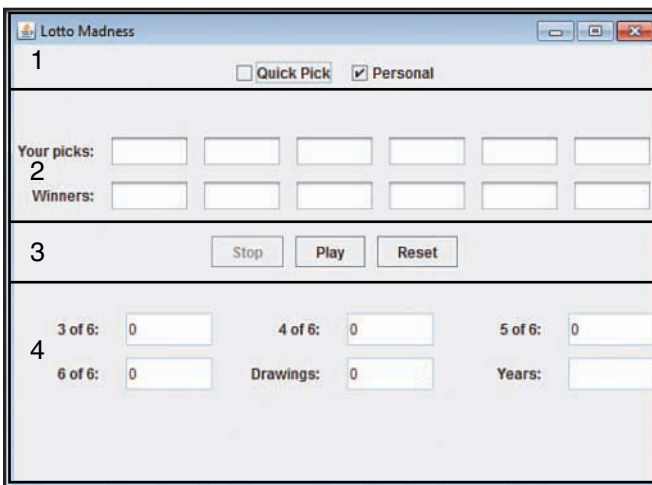 Lotto Madness
1
Quick Pick Personal
Your picks:
2
Winners:
3 Stop Play Reset
3 of 6: 0 4 of 6: 0 5 of 6: 0
4
6 of 6: 0 Drawings: 0 Years: